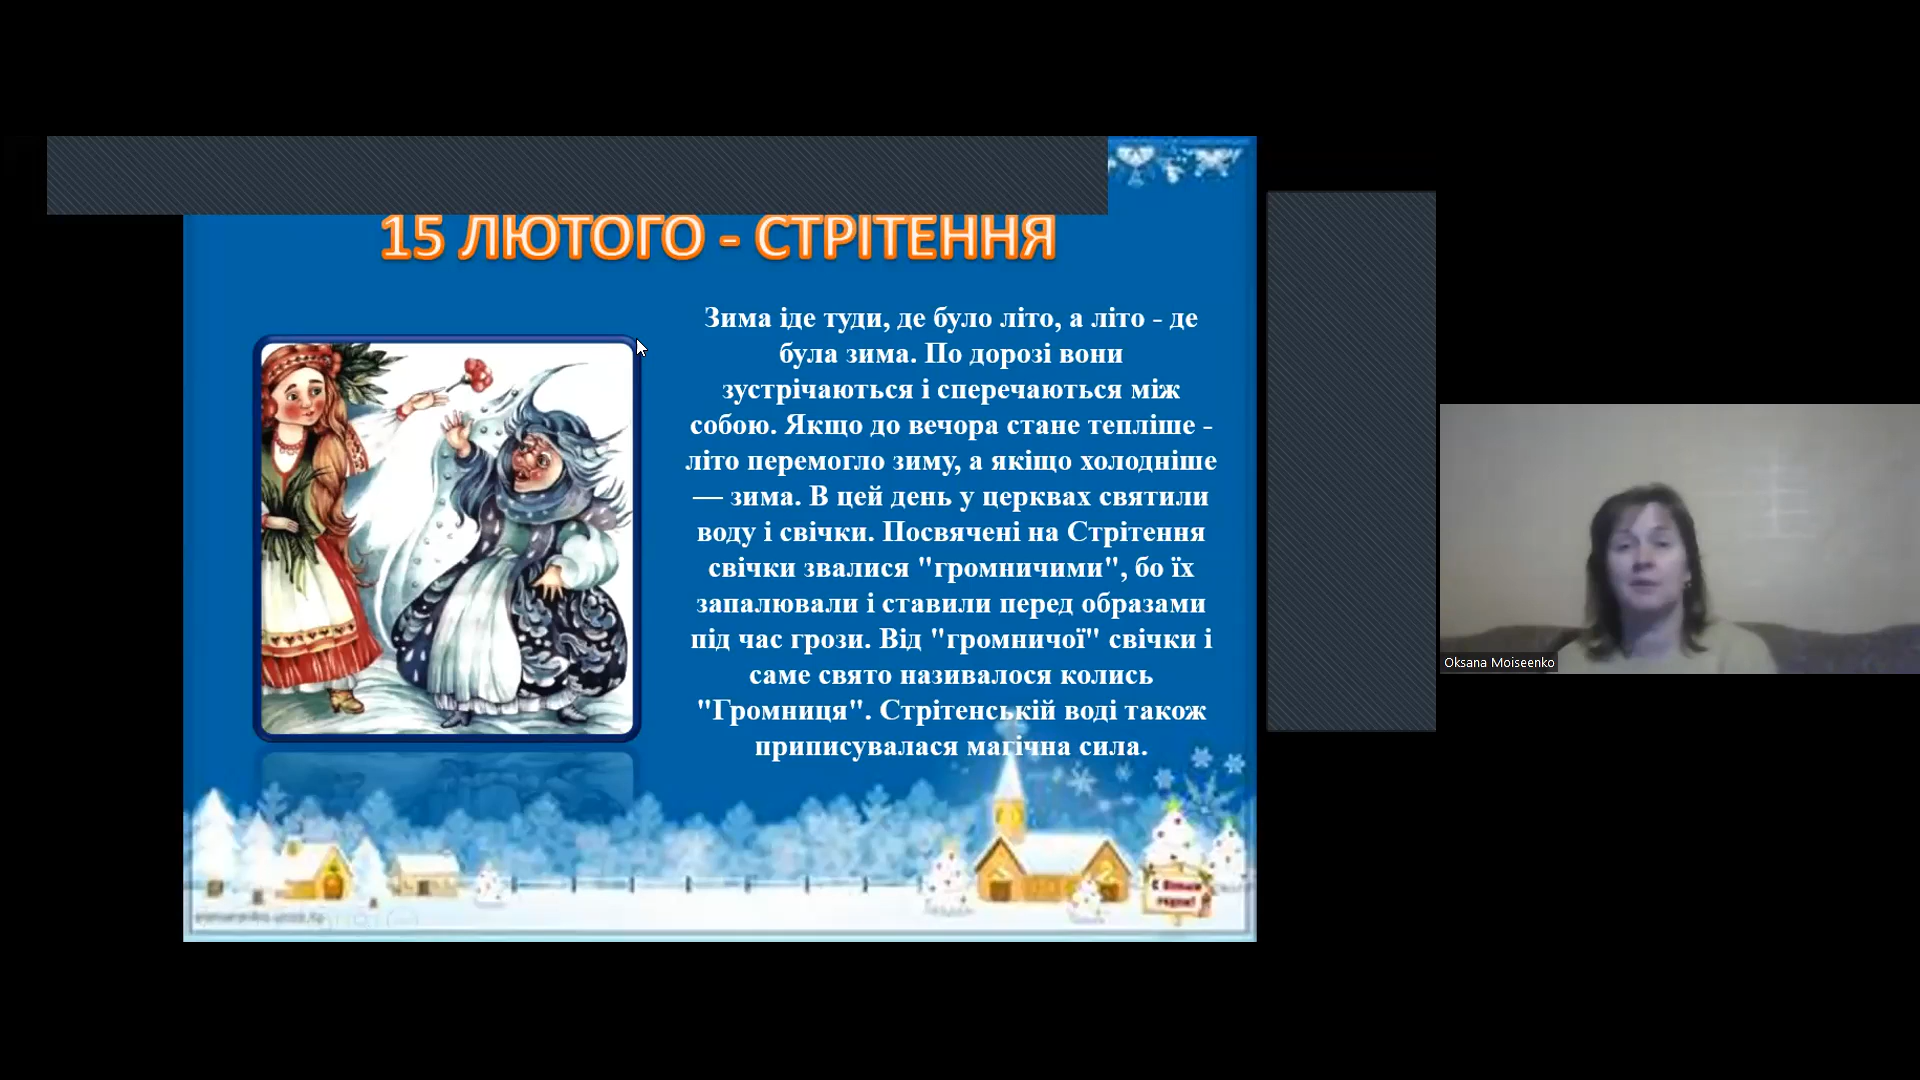 15 ЛЮТОГО - СТРІТЕННЯ
Зима іде туди, де було літо, а літо - де
була зима. По дорозі вони
зустрічаються і сперечаються між
собою. Якщо до вечора стане тепліше -
літо перемогло зиму, а якіщо холодніше
— зима. В цей день у церквах святили
воду і свічки. Посвячені на Стрітення
свічки звалися "громничими", бо їх
запалювали і ставили перед образами
під час грози. Від "громничої" свічки і
саме свято називалося колись
"Громниця". Стрітенській воді також
приписувалася магічна сила.
Oksana Moiseenko